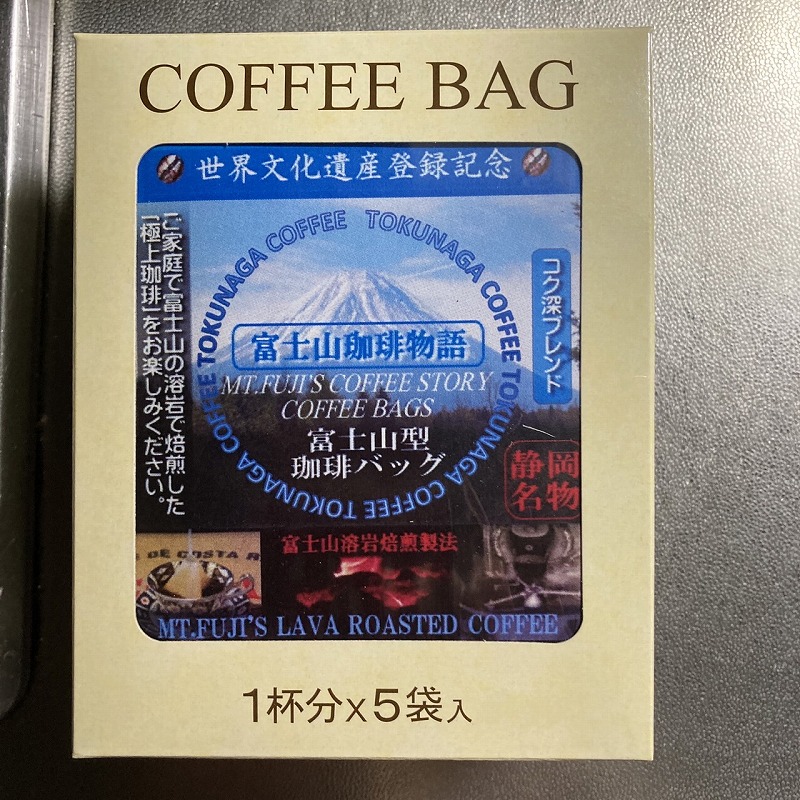 COFFEE BAG
世界文化遺産登録記念
TOKUNAGA COFFEE TOKUNAGA COFFEE TOKUNAGA COFFEE TOKUNAGA COFFEE
ご家庭で富士山の溶岩で焙煎した
「極上珈琲」をお楽しみください。
コク深ブレンド
富士山珈琲物語
MT.FUJI'S COFFEE STORY
COFFEE BAGS
富士山型
珈琲バッグ
静岡
名物
DE COSTA R
富士山溶岩焙煎製法
MT.FUJI'S LAVA ROASTED COFFEE
1杯分x5袋入